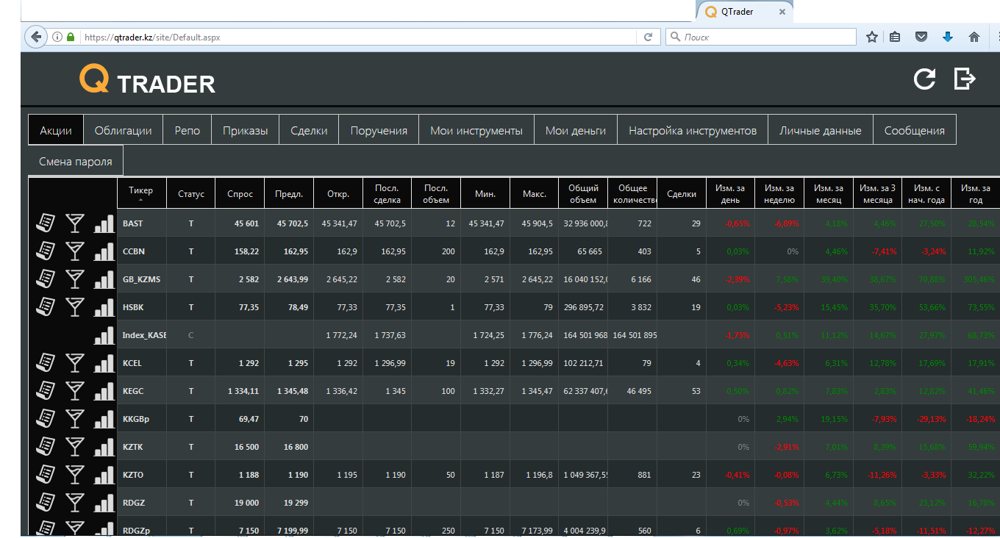 QTrader
https://qtrader.kz/site/Default.aspx
Поиск
Q TRADER
Акции Облигации Репо Приказы Сделки Поручения Мои инструменты Мои деньги Настройка инструментов Личные данные Сообщения
Смена пароля
Тикер Статус Спрос Предл. Откр. Посл. сделка Посл. объем Мин. Макс. Общий объем Общее количество Сделки Изм. за день Изм. за неделю Изм. за месяц Изм. за 3 месяца Изм. с нач. года Изм. за год
BAST T 45 601 45 702,5 45 341,47 45 702,5 12 45 341,47 45 904,5 32 936 000,8 722 29 -0,65% -6,89% 4,18% 4,46% 27,50% 28,54%
CCBN T 158,22 162,95 162,9 162,95 200 162,9 162,95 65 665 403 5 0,03% 0% 4,46% -7,41% -3,24% 11,92%
GB_KZMS T 2 582 2 643,99 2 645,22 2 582 20 2 571 2 645,22 16 040 152,0 6 166 46 -2,39% 7,58% 39,40% 38,67% 70,88% 305,46%
HSBK T 77,35 78,49 77,33 77,35 1 77,33 79 296 895,72 3 832 19 0,03% -5,23% 15,45% 35,70% 53,66% 73,55%
Index_KASE C 1 772,24 1 737,63 1 724,25 1 776,24 164 501 968 164 501 895 -1,75% 0,51% 11,12% 14,67% 27,97% 68,73%
KCEL T 1 292 1 295 1 292 1 296,99 19 1 292 1 296,99 102 212,71 79 4 0,34% -4,63% 6,31% 12,78% 17,69% 17,91%
KEGC T 1 334,11 1 345,48 1 336,42 1 345 100 1 332,27 1 345,47 62 337 407,6 46 495 53 0,50% 0,82% 7,83% 2,83% 12,82% 41,46%
KKGBp T 69,47 70 0% 2,94% 19,15% -7,93% -29,13% -18,24%
KZTK T 16 500 16 800 0% -2,91% 7,01% 8,39% 15,68% 59,94%
KZTO T 1 188 1 190 1 195 1 190 50 1 187 1 196,8 1 049 367,5 881 23 -0,41% -0,08% 6,73% -11,26% -3,33% 32,22%
RDGZ T 19 000 19 299 0% -0,53% 4,44% 8,65% 23,12% 16,78%
RDGZp T 7 150 7 199,99 7 150 7 150 250 7 150 7 173,99 4 004 239,9 560 6 0,69% -0,97% 3,62% -5,18% -11,51% -12,27%